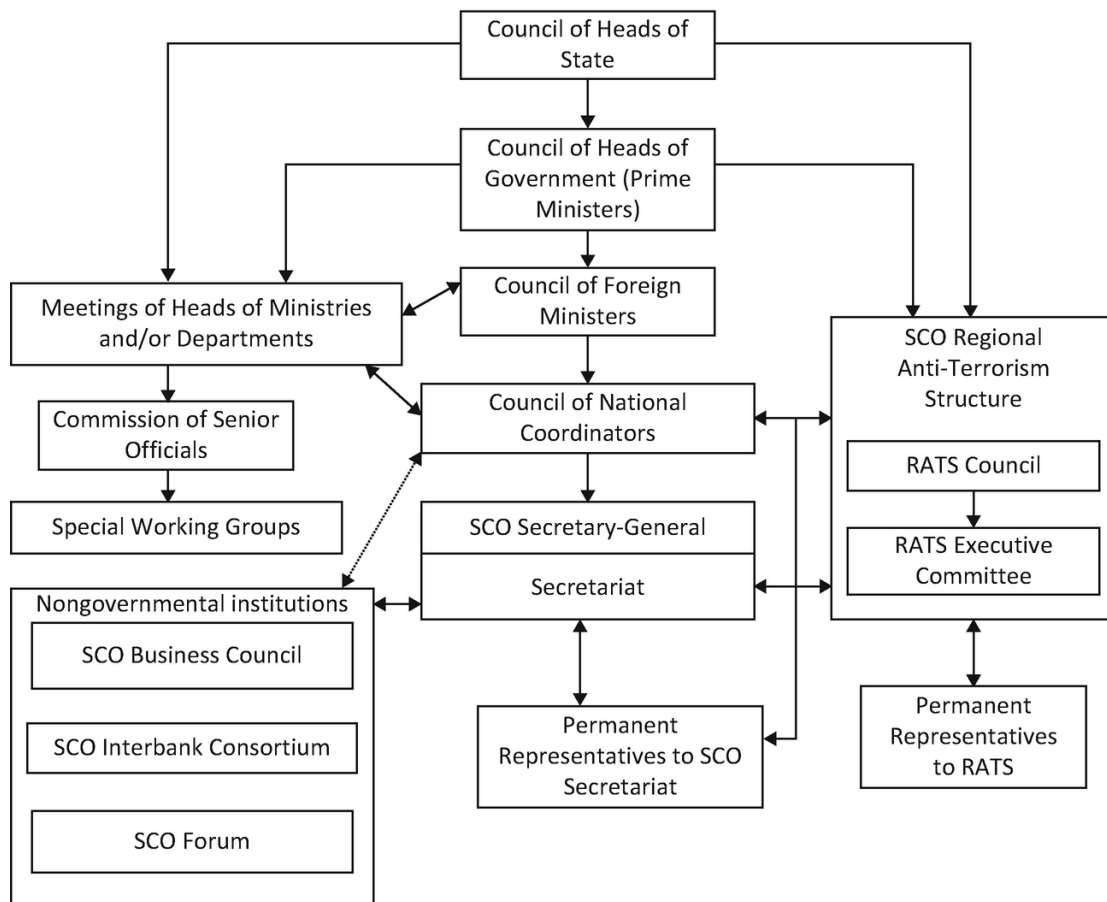 Council of Heads of
State
Council of Heads of
Government (Prime
Ministers)
Meetings of Heads of Ministries
and/or Departments
Council of Foreign
Ministers
SCO Regional
Anti-Terrorism
Structure
Commission of Senior
Officials
Council of National
Coordinators
RATS Council
Special Working Groups
SCO Secretary-General
RATS Executive
Committee
Secretariat
Nongovernmental institutions
SCO Business Council
SCO Interbank Consortium
SCO Forum
Permanent
Representatives to SCO
Secretariat
Permanent
Representatives
to RATS